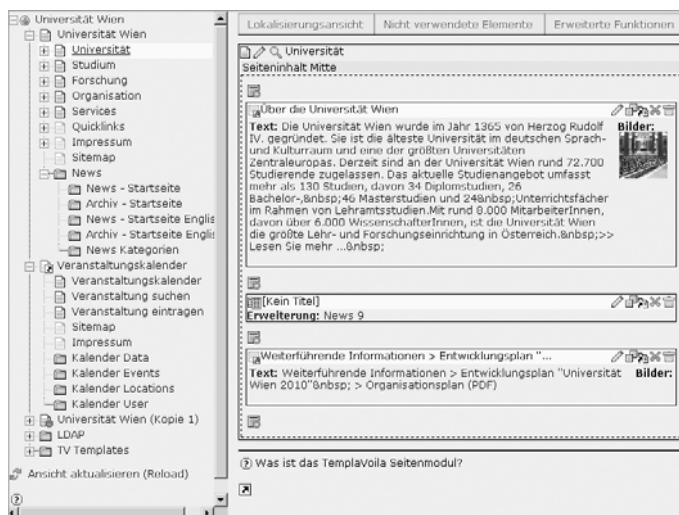 Universität Wien
Universität Wien
Universität
Studium
Forschung
Organisation
Services
Quicklinks
Impressum
Sitemap
News
News - Startseite
Archiv - Startseite
News - Startseite Englis
Archiv - Startseite Englis
News Kategorien
Veranstaltungskalender
Veranstaltungskalender
Veranstaltung suchen
Veranstaltung eintragen
Sitemap
Impressum
Kalender Data
Kalender Events
Kalender Locations
Kalender User
Universität Wien (Kopie 1)
LDAP
TV Templates
Ansicht aktualisieren (Reload)
Lokalisierungsansicht Nicht verwendete Elemente Erweiterte Funktionen
Universität
Seiteninhalt Mitte
Über die Universität Wien
Text: Die Universität Wien wurde im Jahr 1365 von Herzog Rudolf Bilder:
IV. gegründet. Sie ist die älteste Universität im deutschen Sprach-
und Kulturraum und eine der größten Universitäten
Zentraleuropas. Derzeit sind an der Universität Wien rund 72.700
Studierende zugelassen. Das aktuelle Studienangebot umfasst
mehr als 130 Studien, davon 34 Diplomstudien, 26
Bachelor-,&nbsp;46 Masterstudien und 24&nbsp;Unterrichtsfächer
im Rahmen von Lehramtsstudien.Mit rund 8.000 MitarbeiterInnen,
davon über 6.000 WissenschafterInnen, ist die Universität Wien
die größte Lehr- und Forschungseinrichtung in Österreich.&nbsp;>>
Lesen Sie mehr ...&nbsp;
[Kein Titel]
Erweiterung: News 9
Weiterführende Informationen > Entwicklungsplan "...
Text: Weiterführende Informationen > Entwicklungsplan "Universität Bilder:
Wien 2010"&nbsp; > Organisationsplan (PDF)
Was ist das TemplaVoila Seitenmodul?